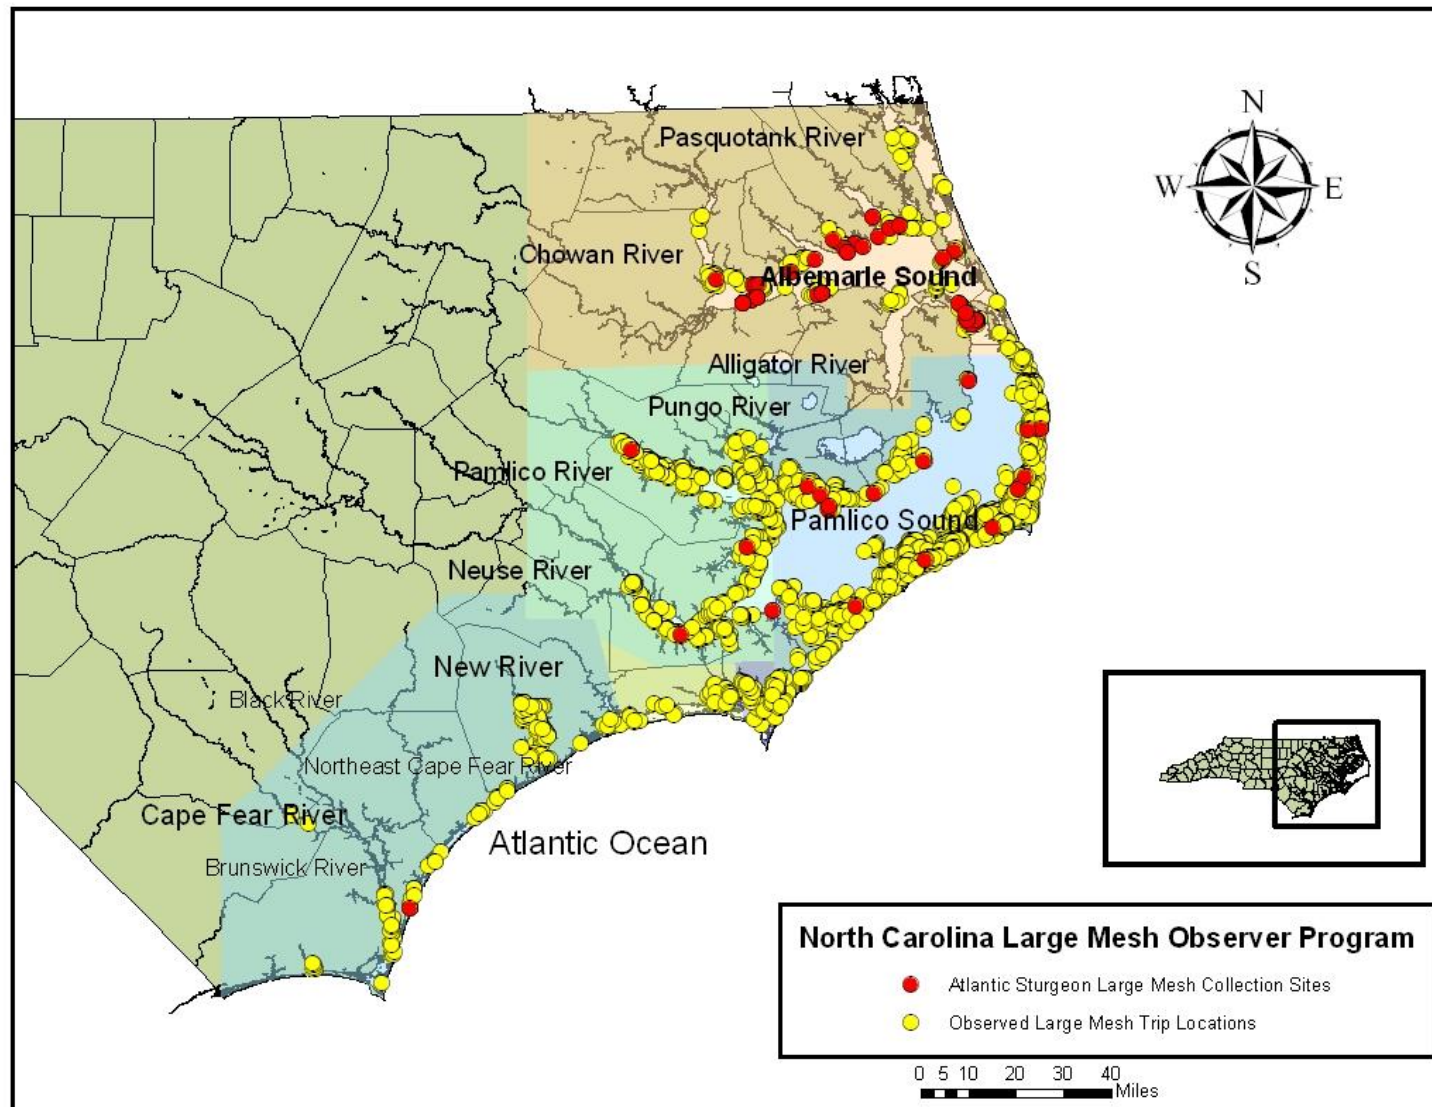 N
W E
S
Pasquotank River
Chowan River
Albemarle Sound
Alligator River
Pungo River
Pamlico River
Pamlico Sound
Neuse River
New River
Black River
Northeast Cape Fear River
Cape Fear River
Atlantic Ocean
Brunswick River
North Carolina Large Mesh Observer Program
Atlantic Sturgeon Large Mesh Collection Sites
Observed Large Mesh Trip Locations
0 5 10 20 30 40
Miles